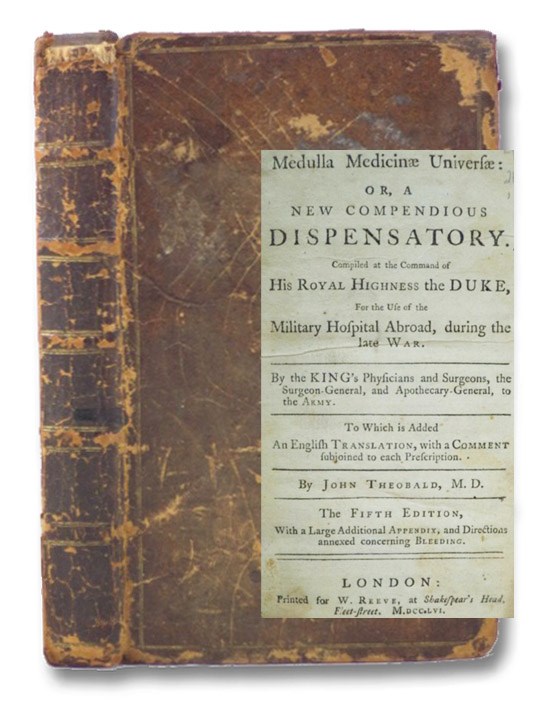 Medulla Medicinæ Univerſæ:
OR, A
NEW COMPENDIOUS
DISPENSATORY.
Compiled at the Command of
His ROYAL HIGHNESS the DUKE,
For the Uſe of the
Military Hoſpital Abroad, during the
late WAR.
By the KING's Phyſicians and Surgeons, the
Surgeon-General, and Apothecary-General, to
the ARMY.
To Which is Added
An Engliſh TRANSLATION, with a COMMENT
ſubjoined to each Preſcription.
By JOHN THEOBALD, M. D.
The FIFTH EDITION,
With a Large Additional APPENDIX, and Directions
annexed concerning BLEEDING.
LONDON:
Printed for W. REEVE, at Shakeſpear's Head,
Fleet-ſtreet. M.DCC.LVI.